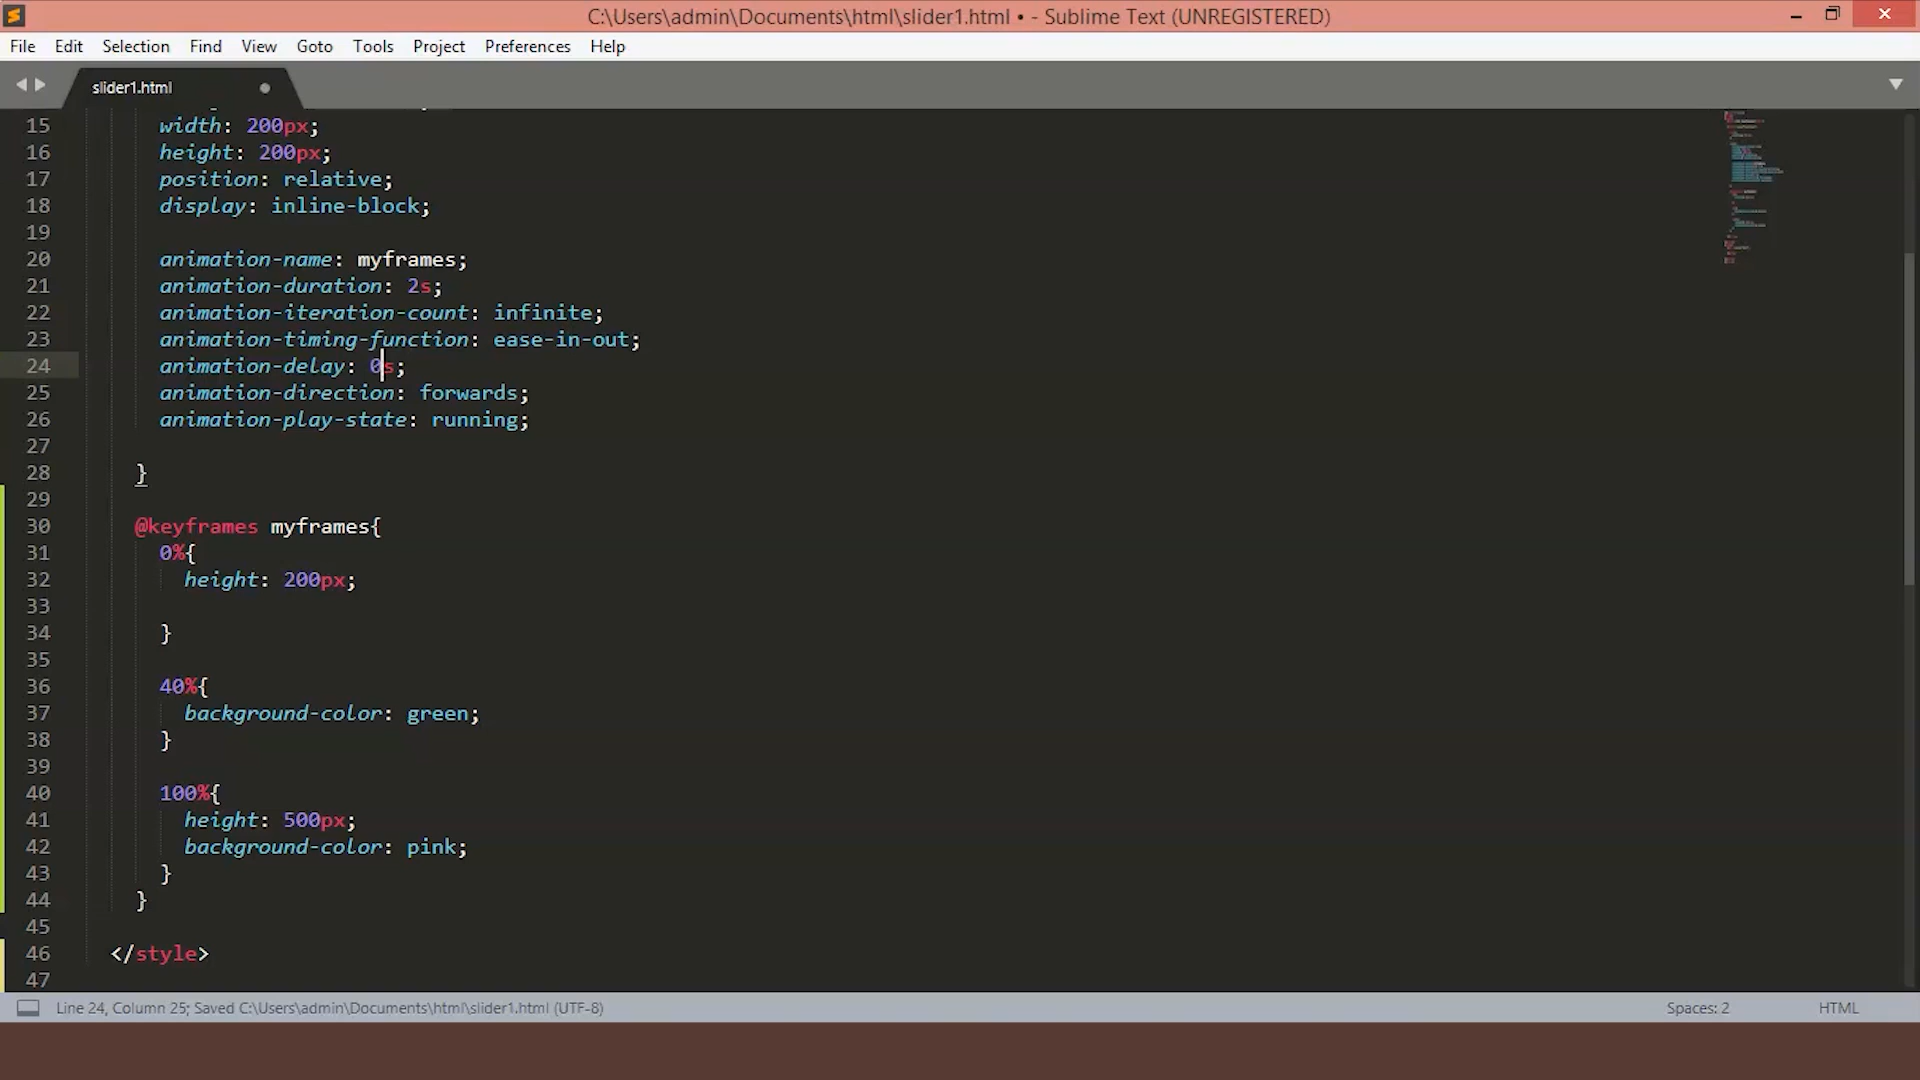 C:\Users\admin\Documents\html\slider1.html • - Sublime Text (UNREGISTERED)
File Edit Selection Find View Goto Tools Project Preferences Help
slider1.html
15 width: 200px;
16 height: 200px;
17 position: relative;
18 display: inline-block;
19
20 animation-name: myframes;
21 animation-duration: 2s;
22 animation-iteration-count: infinite;
23 animation-timing-function: ease-in-out;
24 animation-delay: 0s;
25 animation-direction: forwards;
26 animation-play-state: running;
27
28 }
29
30 @keyframes myframes{
31 0%{
32 height: 200px;
33
34 }
35
36 40%{
37 background-color: green;
38 }
39
40 100%{
41 height: 500px;
42 background-color: pink;
43 }
44 }
45
46 </style>
47
Line 24, Column 25; Saved C:\Users\admin\Documents\html\slider1.html (UTF-8) Spaces: 2 HTML